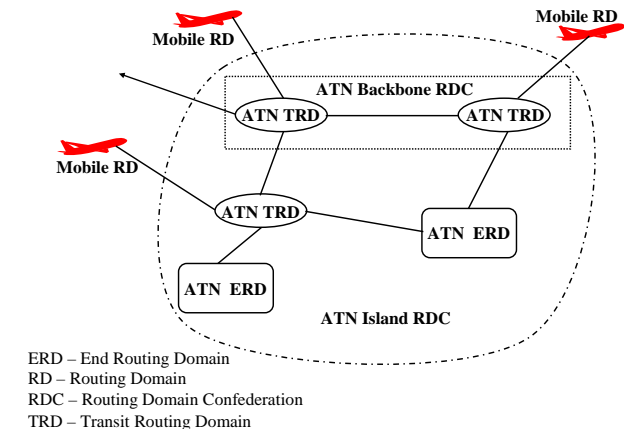 Mobile RD
Mobile RD
ATN Backbone RDC
ATN TRD
ATN TRD
Mobile RD
ATN TRD
ATN  ERD
ATN  ERD
ATN Island RDC
ERD – End Routing Domain
RD – Routing Domain
RDC – Routing Domain Confederation
TRD – Transit Routing Domain